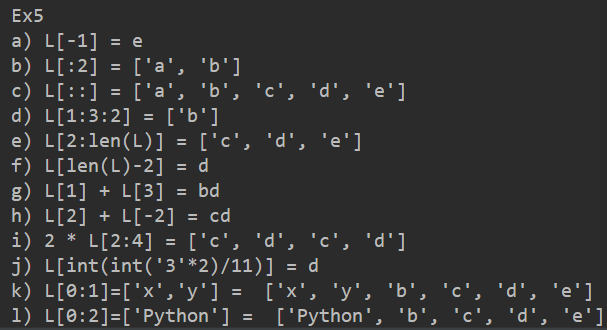 Ex5
a) L[-1] = e
b) L[:2] = ['a', 'b']
c) L[::] = ['a', 'b', 'c', 'd', 'e']
d) L[1:3:2] = ['b']
e) L[2:len(L)] = ['c', 'd', 'e']
f) L[len(L)-2] = d
g) L[1] + L[3] = bd
h) L[2] + L[-2] = cd
i) 2 * L[2:4] = ['c', 'd', 'c', 'd']
j) L[int(int('3'*2)/11)] = d
k) L[0:1]=['x','y'] =  ['x', 'y', 'b', 'c', 'd', 'e']
l) L[0:2]=['Python'] =  ['Python', 'b', 'c', 'd', 'e']